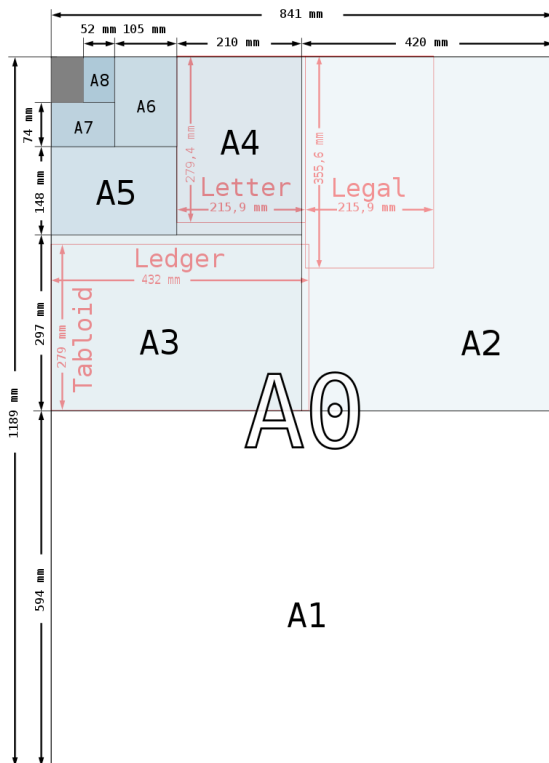 841 mm
52 mm 105 mm 210 mm 420 mm
A8
A6
A7
74 mm
A4
279,4 mm
355,6 mm
Letter Legal
A5
215,9 mm 215,9 mm
148 mm
Ledger
432 mm
297 mm
Tabloid
279 mm
A3
A2
1189 mm
A0
594 mm
A1